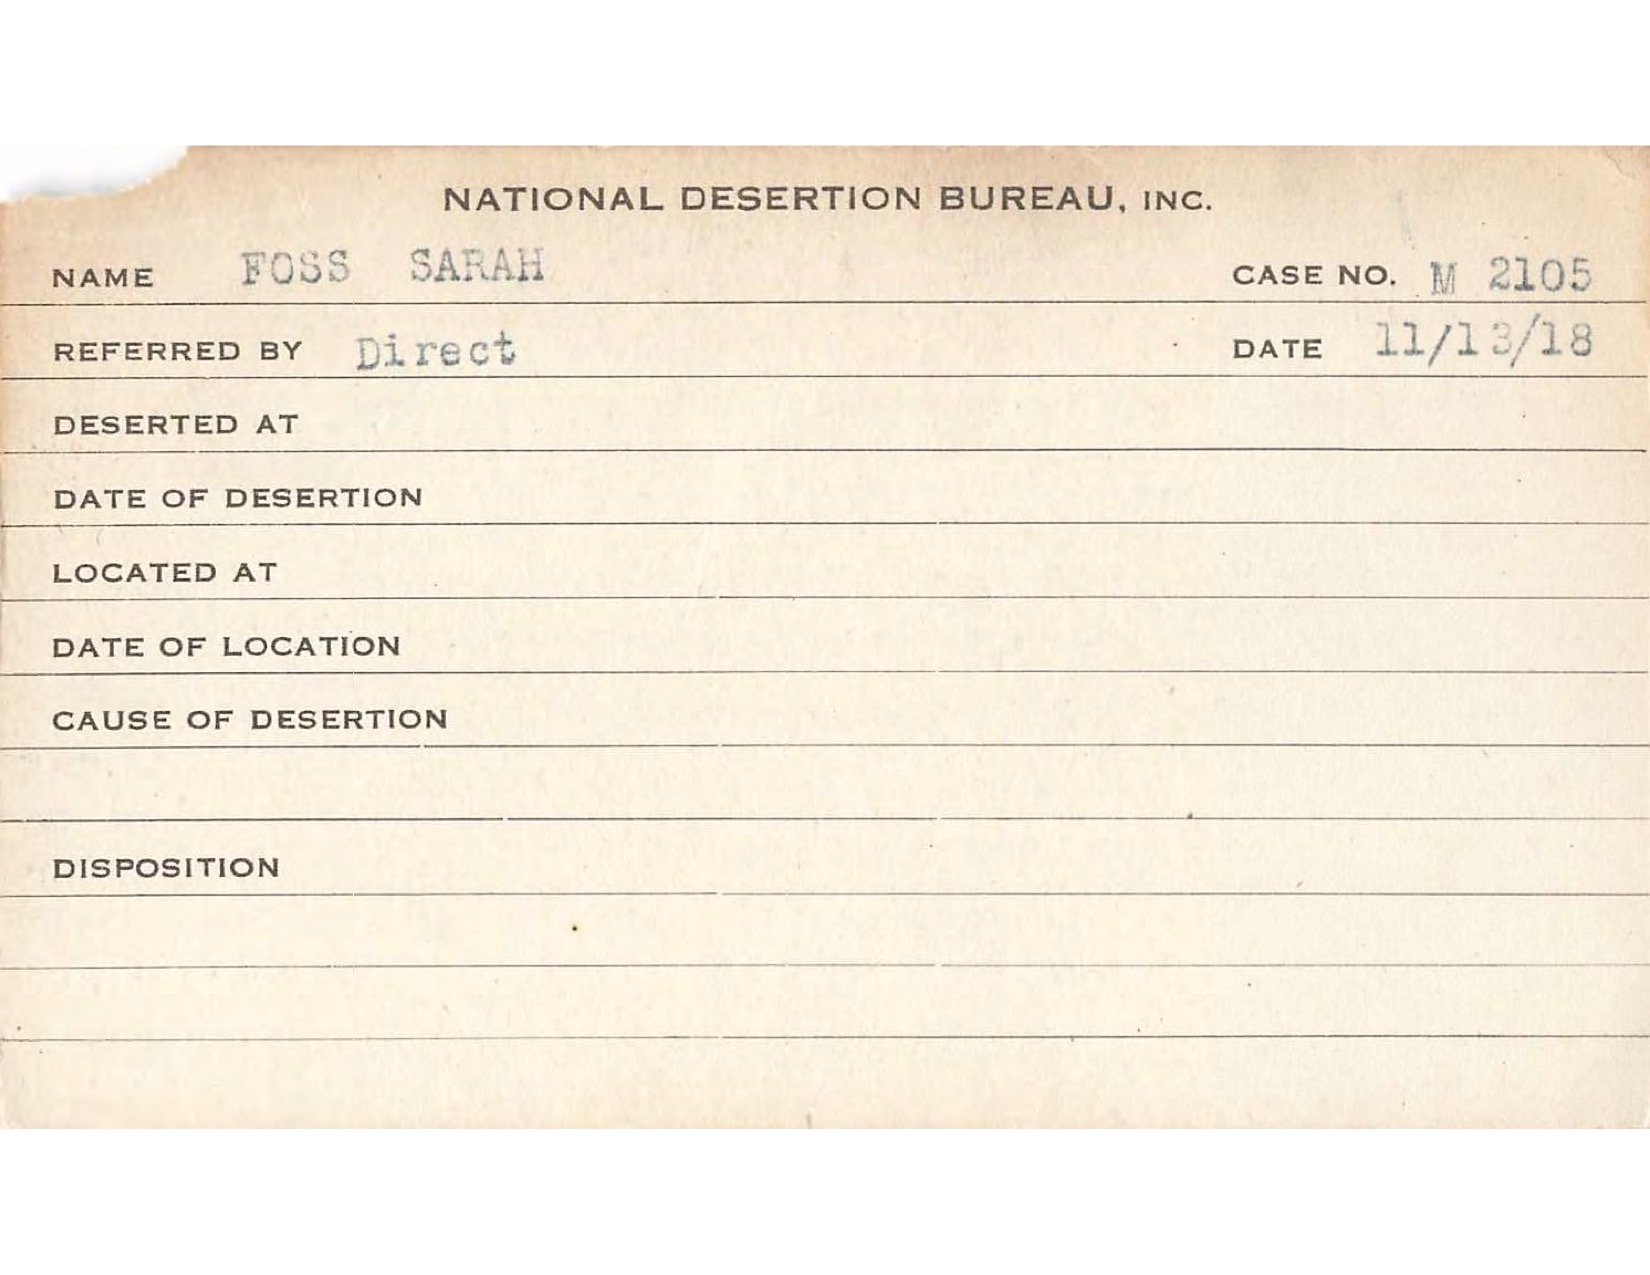 NATIONAL DESERTION BUREAU, INC.
NAME FOSS SARAH CASE NO. M 2105
REFERRED BY Direct DATE 11/13/18
DESERTED AT
DATE OF DESERTION
LOCATED AT
DATE OF LOCATION
CAUSE OF DESERTION
DISPOSITION